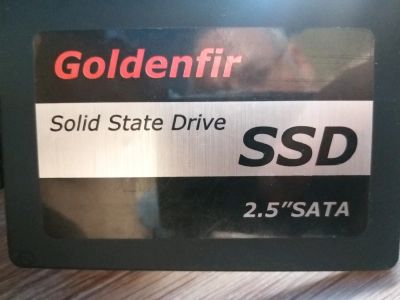 Goldenfir
Solid State Drive
SSD
2.5"SATA